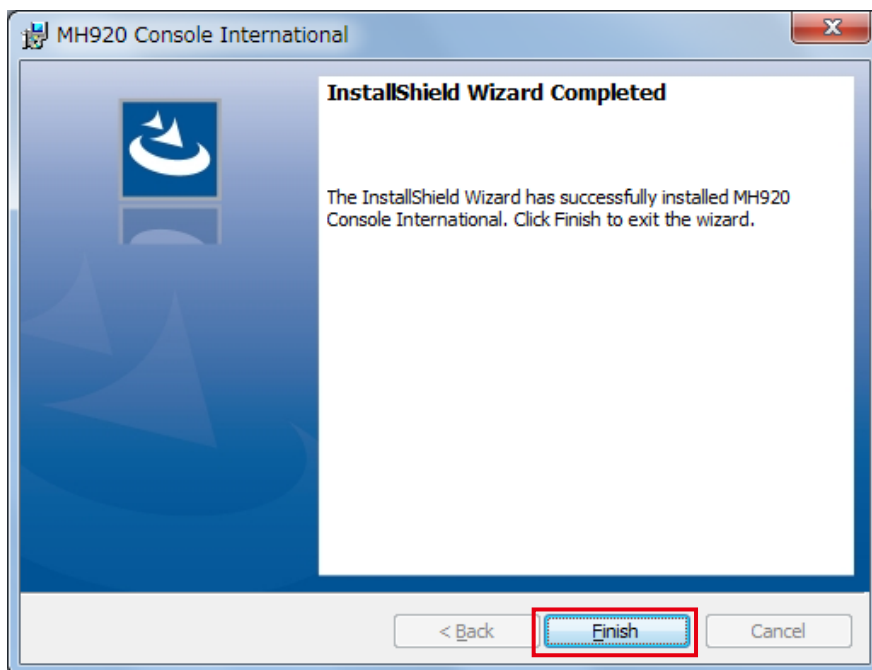 MH920 Console International
InstallShield Wizard Completed
The InstallShield Wizard has successfully installed MH920
Console International. Click Finish to exit the wizard.
< Back Finish Cancel